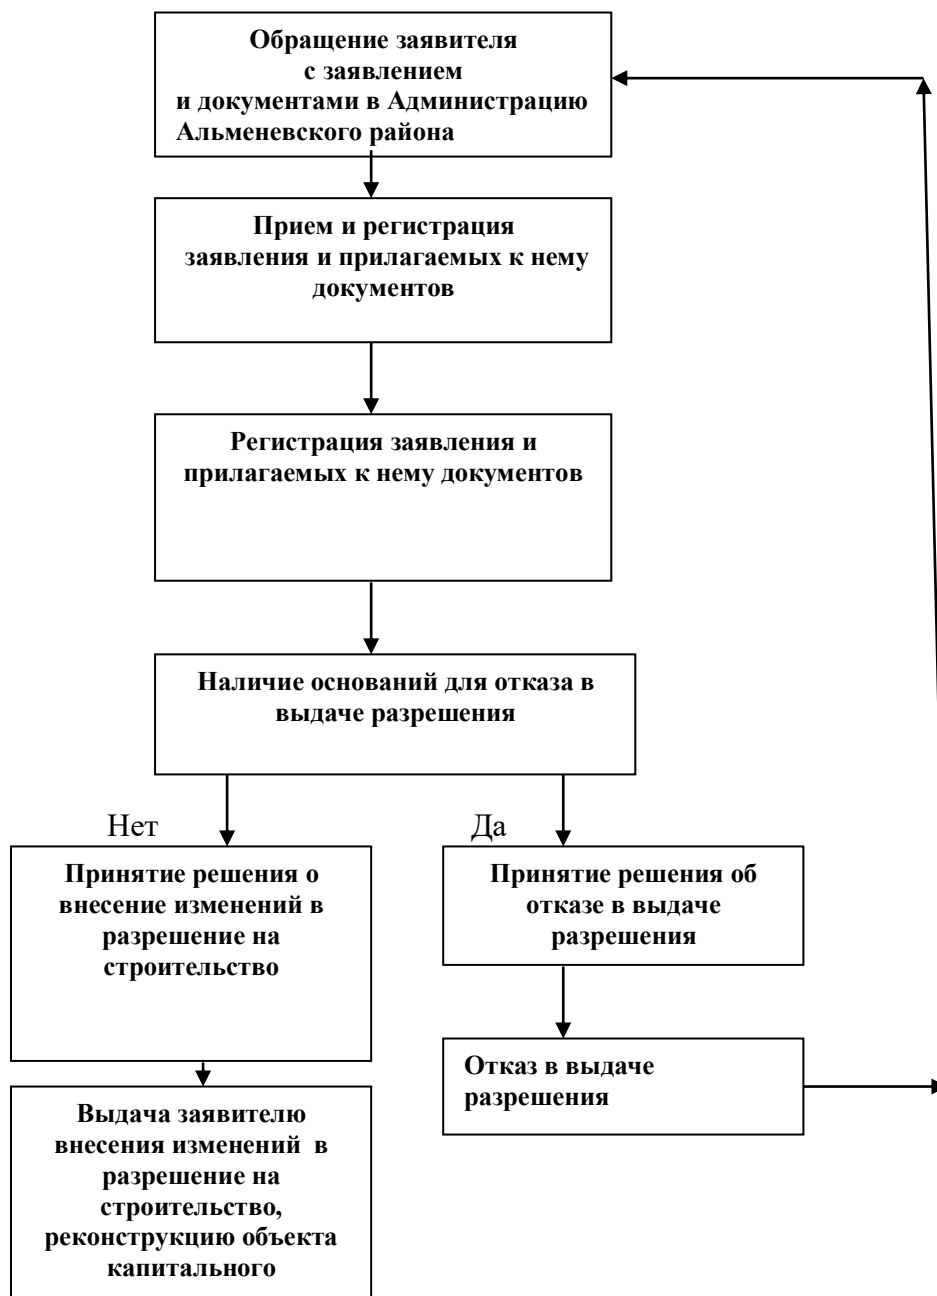 Обращение заявителя
с заявлением
и документами в Администрацию
Альменевского района
Прием и регистрация
заявления и прилагаемых к нему
документов
Регистрация заявления и
прилагаемых к нему документов
Наличие оснований для отказа в
выдаче разрешения
Нет
Да
Принятие решения о
внесение изменений в
разрешение на
строительство
Принятие решения об
отказе в выдаче
разрешения
Отказ в выдаче
разрешения
Выдача заявителю
внесения изменений в
разрешение на
строительство,
реконструкцию объекта
капитального